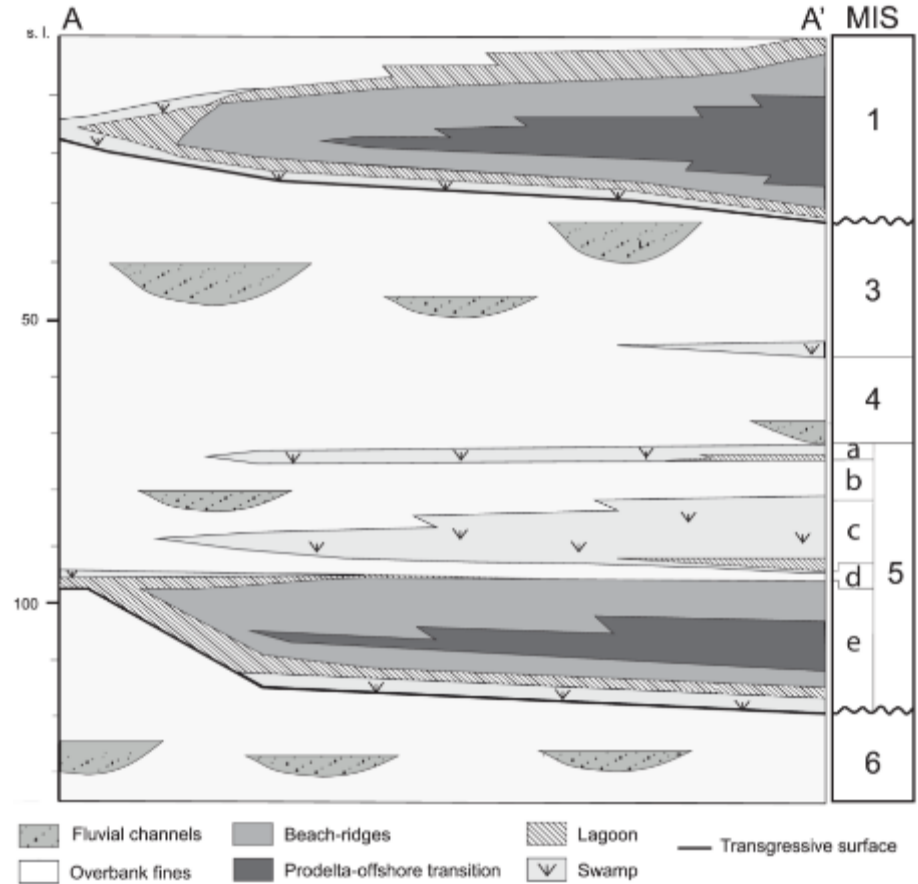 A A' MIS
s. l.
1
3
50
4
a
b
c
d 5
100
e
6
Fluvial channels Beach-ridges Lagoon Transgressive surface
Overbank fines Prodelta-offshore transition Swamp